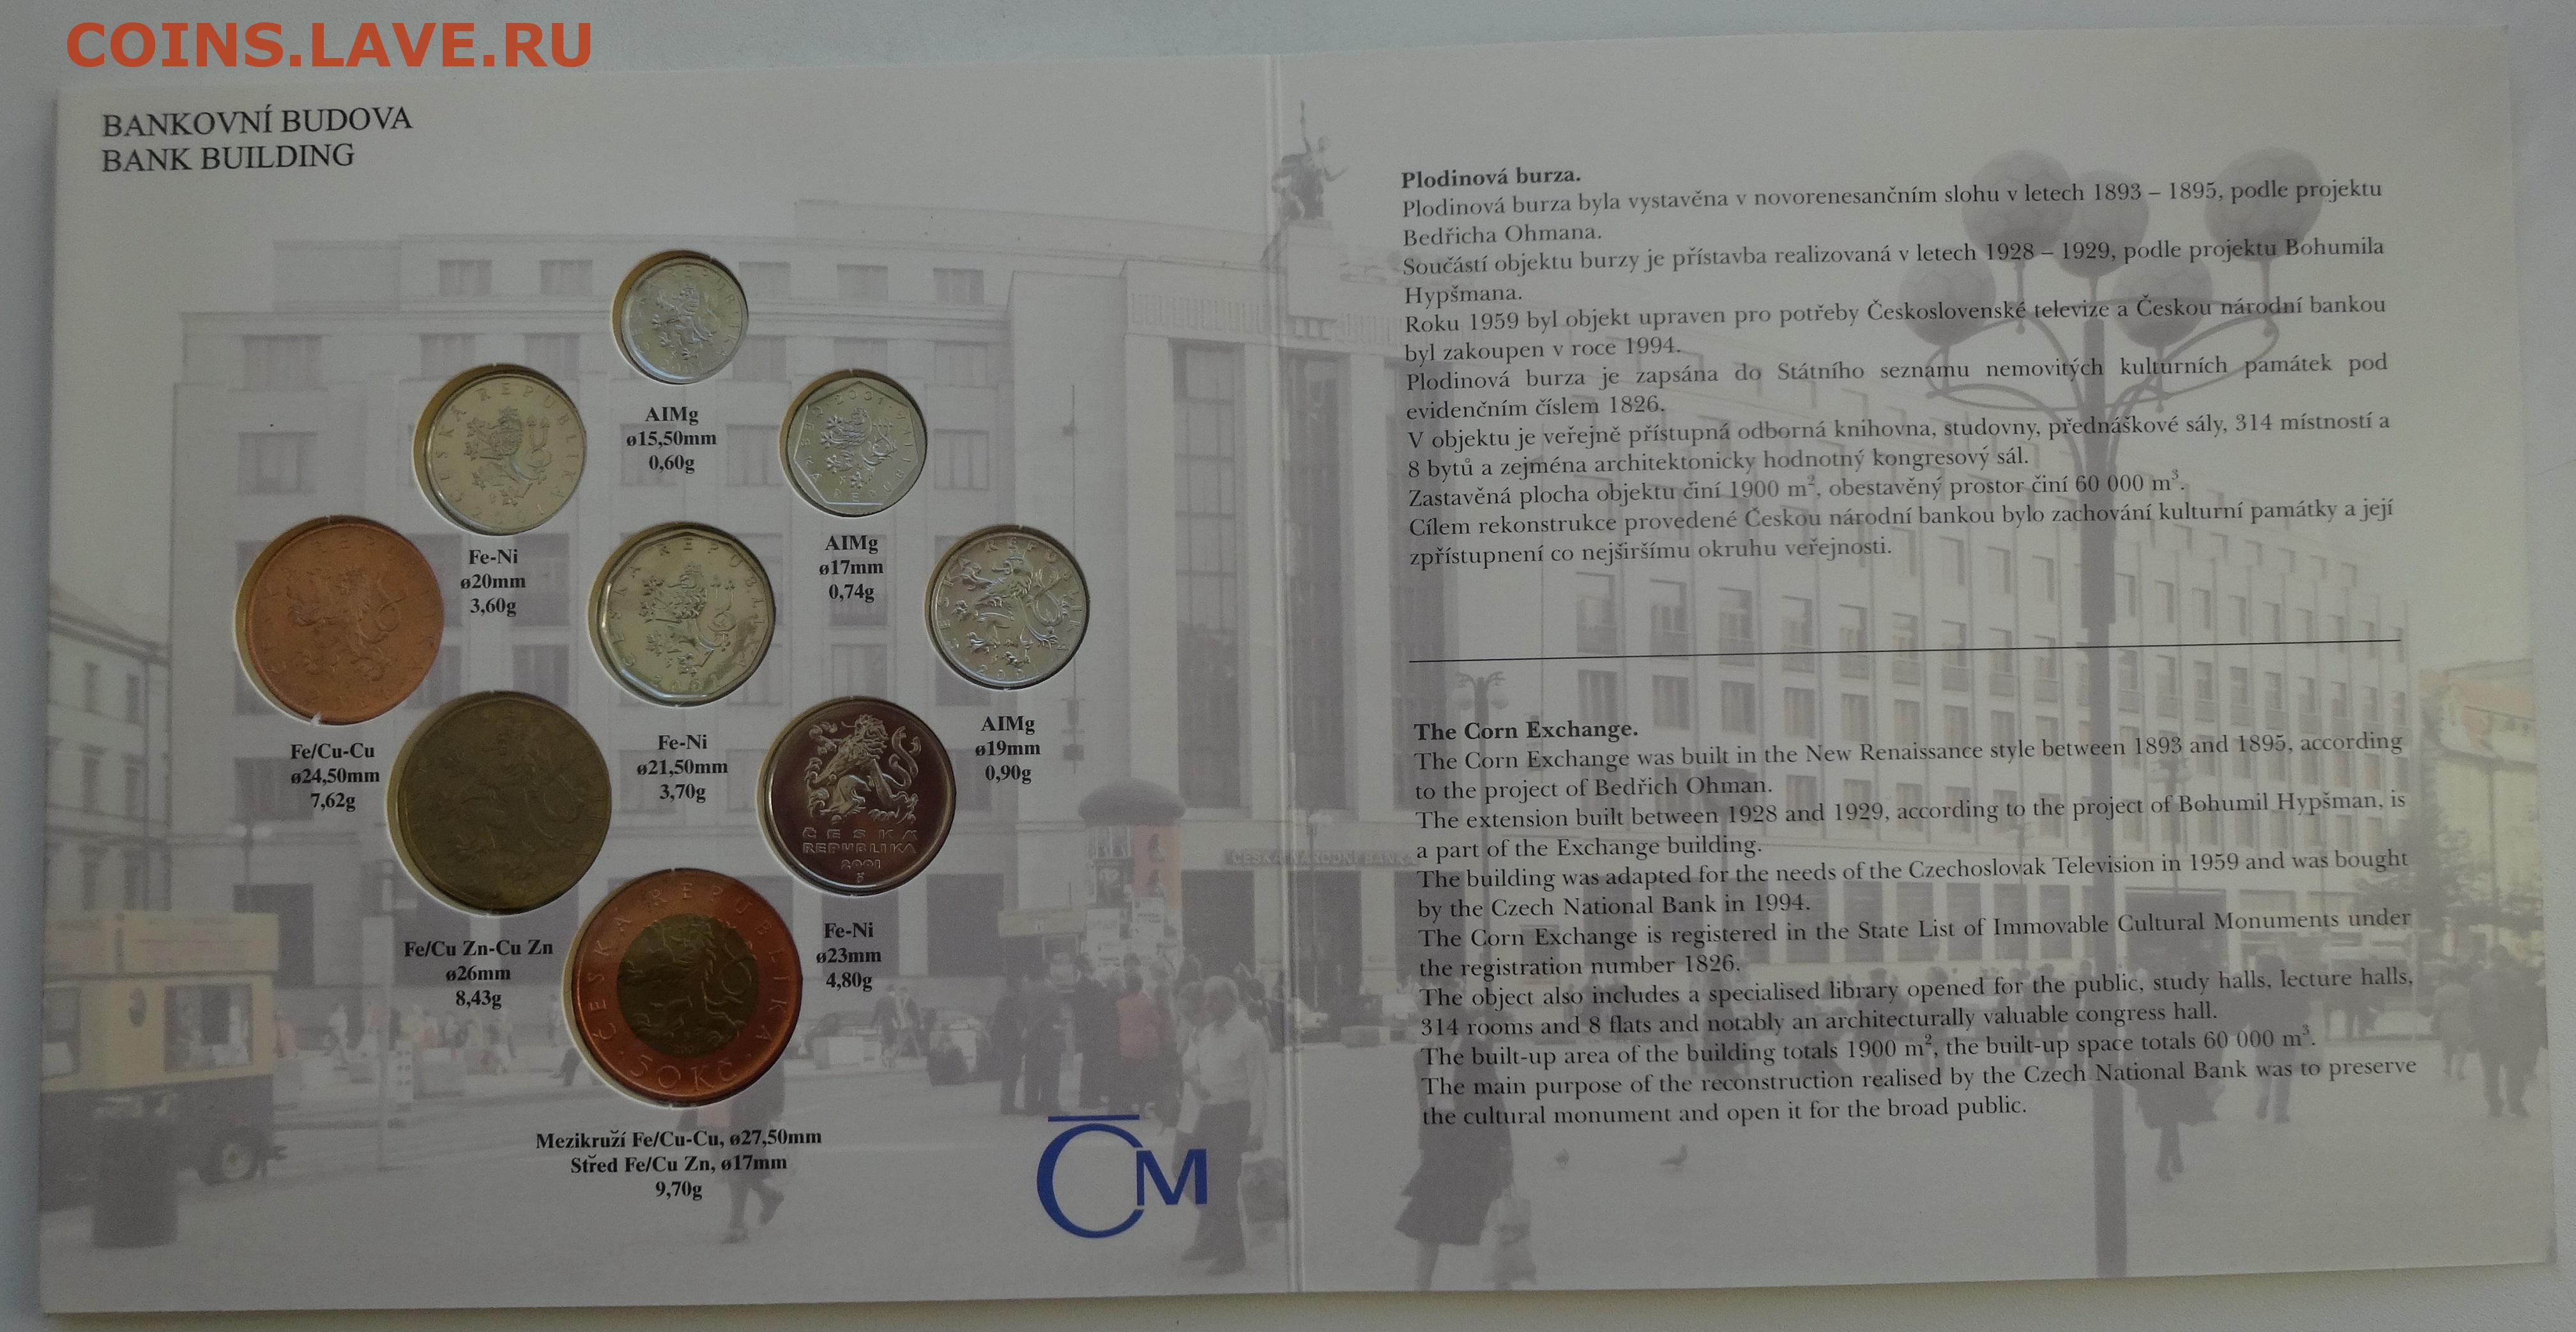 COINS.LAVE.RU
BANKOVNÍ BUDOVA
BANK BUILDING
AlMg
ø15,50mm
0,60g
Fe-Ni
ø20mm
3,60g
AlMg
ø17mm
0,74g
Fe/Cu-Cu
ø24,50mm
7,62g
Fe-Ni
ø21,50mm
3,70g
AlMg
ø19mm
0,90g
ČESKÁ
REPUBLIKA
2001
Fe/Cu Zn-Cu Zn
ø26mm
8,43g
Fe-Ni
ø23mm
4,80g
ČESKÁ REPUBLIKA
50 Kč
Mezikruží Fe/Cu-Cu, ø27,50mm
Střed Fe/Cu Zn, ø17mm
9,70g
ČM
ČESKÁ NÁRODNÍ BANKA
Plodinová burza.
Plodinová burza byla vystavěna v novorenesančním slohu v letech 1893 – 1895, podle projektu
Bedřicha Ohmana.
Součástí objektu burzy je přístavba realizovaná v letech 1928 – 1929, podle projektu Bohumila
Hypšmana.
Roku 1959 byl objekt upraven pro potřeby Československé televize a Českou národní bankou
byl zakoupen v roce 1994.
Plodinová burza je zapsána do Státního seznamu nemovitých kulturních památek pod
evidenčním číslem 1826.
V objektu je veřejně přístupná odborná knihovna, studovny, přednáškové sály, 314 místností a
8 bytů a zejména architektonicky hodnotný kongresový sál.
Zastavěná plocha objektu činí 1900 m², obestavěný prostor činí 60 000 m³.
Cílem rekonstrukce provedené Českou národní bankou bylo zachování kulturní památky a její
zpřístupnení co nejširšímu okruhu veřejnosti.
The Corn Exchange.
The Corn Exchange was built in the New Renaissance style between 1893 and 1895, according
to the project of Bedřich Ohman.
The extension built between 1928 and 1929, according to the project of Bohumil Hypšman, is
a part of the Exchange building.
The building was adapted for the needs of the Czechoslovak Television in 1959 and was bought
by the Czech National Bank in 1994.
The Corn Exchange is registered in the State List of Immovable Cultural Monuments under
the registration number 1826.
The object also includes a specialised library opened for the public, study halls, lecture halls,
314 rooms and 8 flats and notably an architecturally valuable congress hall.
The built-up area of the building totals 1900 m², the built-up space totals 60 000 m³.
The main purpose of the reconstruction realised by the Czech National Bank was to preserve
the cultural monument and open it for the broad public.